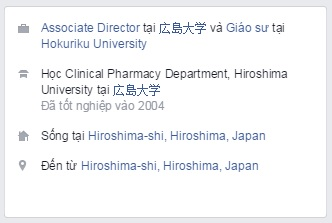 Associate Director tại 広島大学 và Giáo sư tại
Hokuriku University
Học Clinical Pharmacy Department, Hiroshima
University tại 広島大学
Đã tốt nghiệp vào 2004
Sống tại Hiroshima-shi, Hiroshima, Japan
Đến từ Hiroshima-shi, Hiroshima, Japan